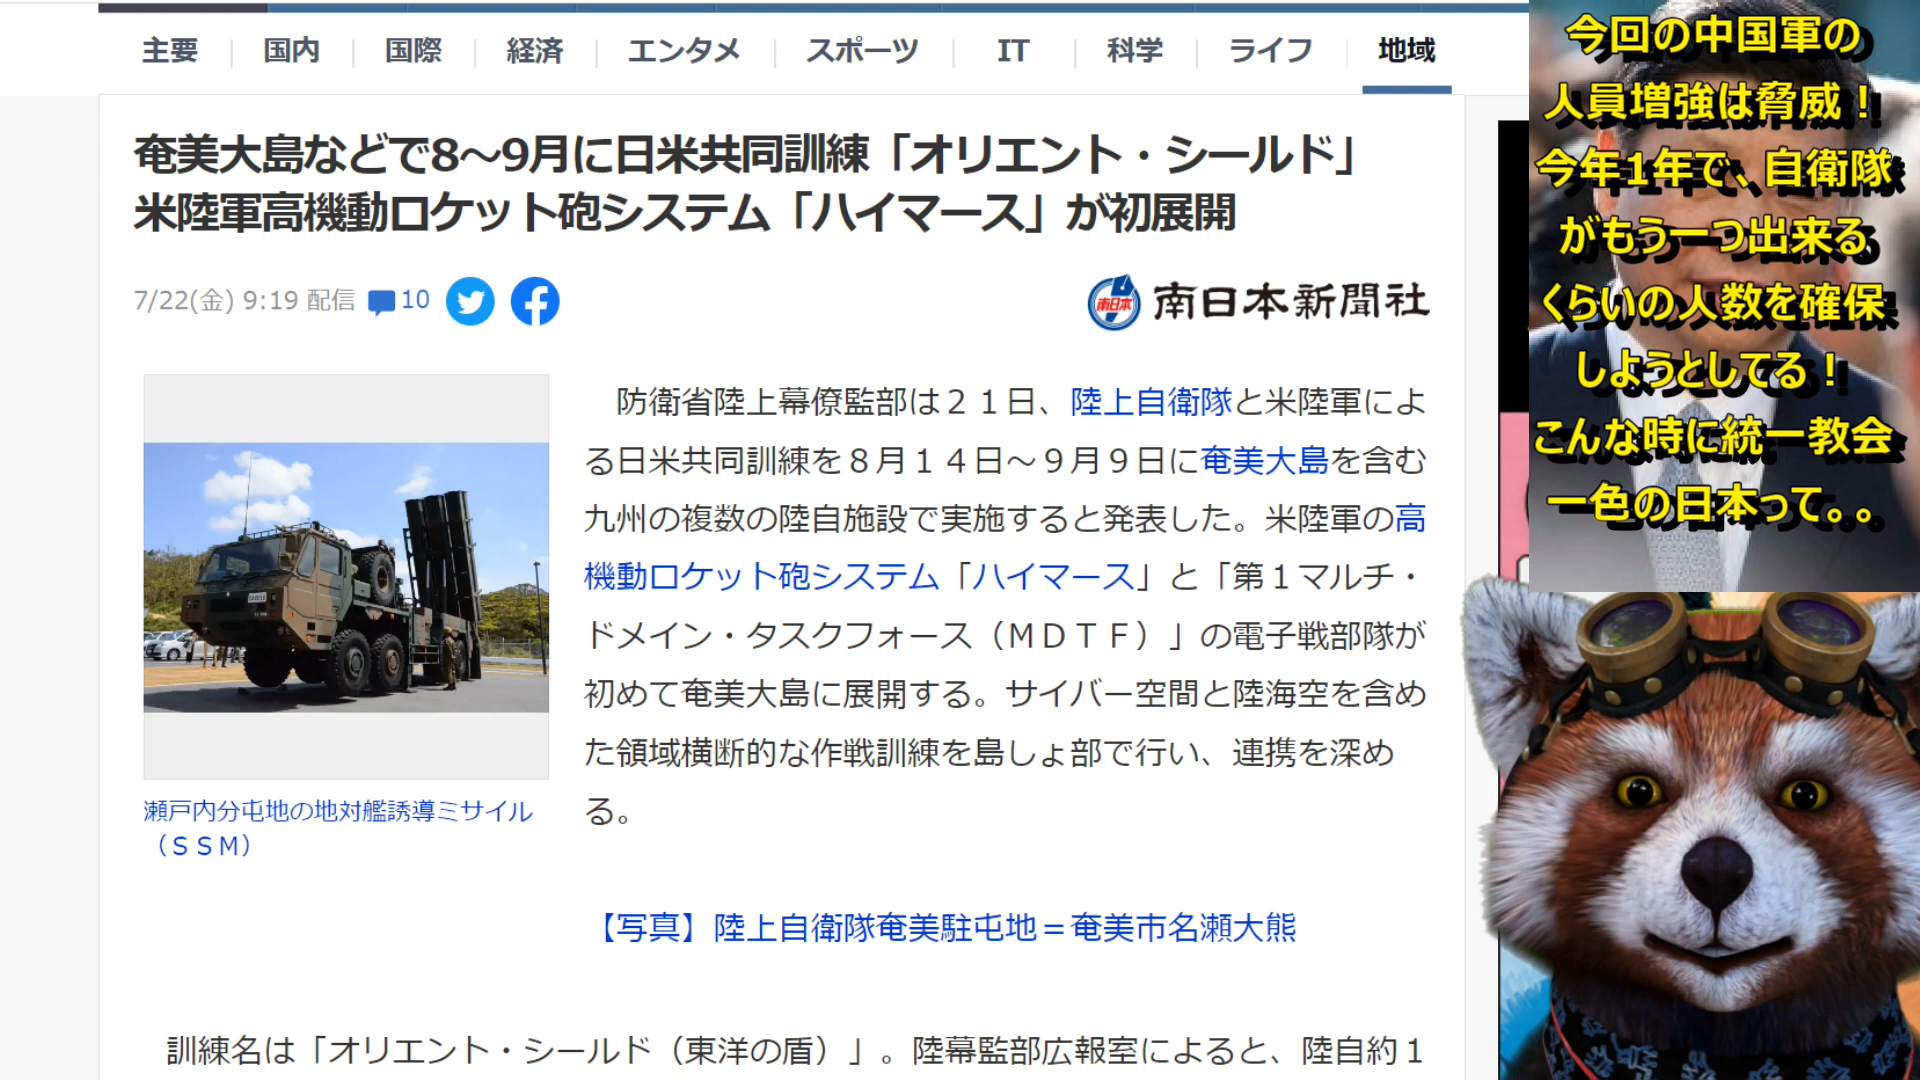 主要
国内
国際
経済
エンタメ
スポーツ
IT
科学
ライフ
地域
奄美大島などで8～9月に日米共同訓練「オリエント・シールド」
米陸軍高機動ロケット砲システム「ハイマース」が初展開
7/22(金) 9:19 配信
10
南日本
南日本新聞社
防衛省陸上幕僚監部は２１日、陸上自衛隊と米陸軍によ
る日米共同訓練を８月１４日～９月９日に奄美大島を含む
九州の複数の陸自施設で実施すると発表した。米陸軍の高
機動ロケット砲システム「ハイマース」と「第１マルチ・
ドメイン・タスクフォース（ＭＤＴＦ）」の電子戦部隊が
初めて奄美大島に展開する。サイバー空間と陸海空を含め
た領域横断的な作戦訓練を島しょ部で行い、連携を深め
る。
瀬戸内分屯地の地対艦誘導ミサイル
（ＳＳＭ）
【写真】陸上自衛隊奄美駐屯地＝奄美市名瀬大熊
訓練名は「オリエント・シールド（東洋の盾）」。陸幕監部広報室によると、陸自約１
今回の中国軍の
人員増強は脅威！
今年1年で、自衛隊
がもう一つ出来る
くらいの人数を確保
しようとしてる！
こんな時に統一教会
一色の日本って。。